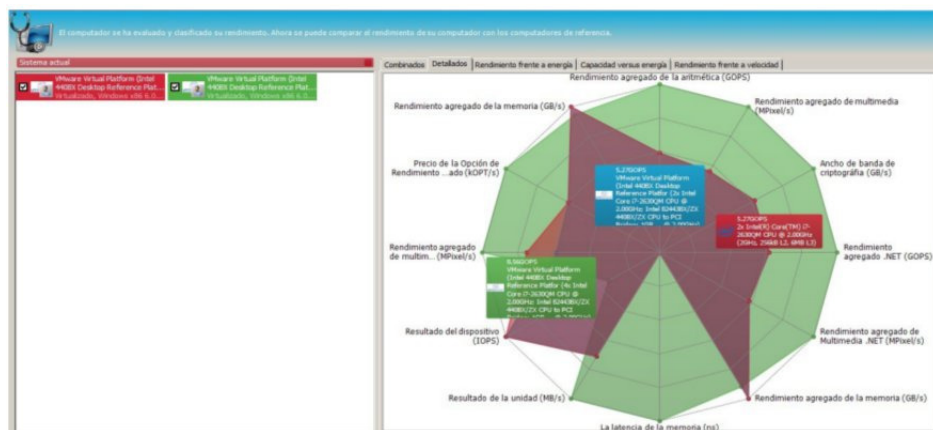 El computador se ha evaluado y clasificado su rendimiento. Ahora se puede comparar el rendimiento de su computador con los computadores de referencia.
Sistema actual
VMware Virtual Platform (Intel
440BX Desktop Reference Plat...
Virtualizado, Windows x86 6.0...
VMware Virtual Platform (Intel
440BX Desktop Reference Plat...
Virtualizado, Windows x86 6.0...
Combinados
Detallados
Rendimiento frente a energía
Capacidad versus energía
Rendimiento frente a velocidad
Rendimiento agregado de la aritmética (GOPS)
Rendimiento agregado de la memoria (GB/s)
Rendimiento agregado de multimedia
(MPixel/s)
Precio de la Opción de
Rendimiento ...ado (kOPT/s)
Ancho de banda de
criptográfia (GB/s)
5.27GOPS
VMware Virtual Platform
(Intel 440BX Desktop
Reference Platfor (2x Intel
Core i7-2630QM CPU @
2.00GHz; Intel 82443BX/ZX
440BX/ZX CPU to PCI
5.27GOPS
2x Intel(R) Core(TM) i7-
2630QM CPU @ 2.00GHz
(2GHz, 256kB L2, 6MB L3)
Rendimiento agregado
de multim... (MPixel/s)
Rendimiento
agregado .NET (GOPS)
VMware Virtual Platform
(Intel 440BX Desktop
Reference Platfor (4x Intel
Core i7-2630QM CPU @
2.00GHz; Intel 82443BX/ZX
440BX/ZX CPU to PCI
Resultado del dispositivo
(IOPS)
Rendimiento agregado de
Multimedia .NET (MPixel/s)
Resultado de la unidad (MB/s)
Rendimiento agregado de la memoria (GB/s)
La latencia de la memoria (ns)